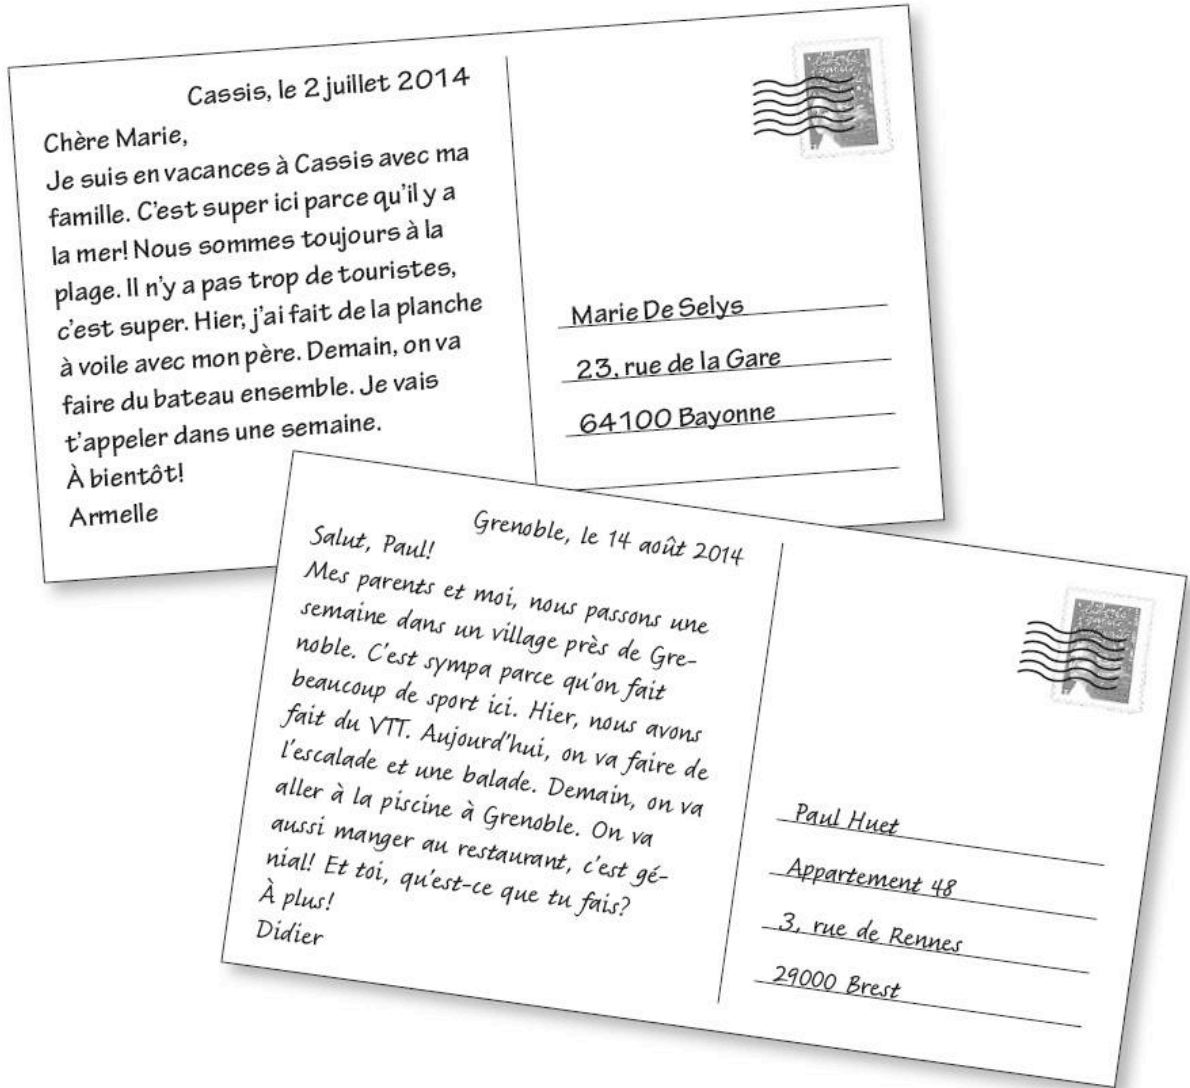 Cassis, le 2 juillet 2014
Chère Marie,
Je suis en vacances à Cassis avec ma
famille. C'est super ici parce qu'il y a
la mer! Nous sommes toujours à la
plage. Il n'y a pas trop de touristes,
c'est super. Hier, j'ai fait de la planche
à voile avec mon père. Demain, on va
faire du bateau ensemble. Je vais
t'appeler dans une semaine.
À bientôt!
Armelle
Marie De Selys
23, rue de la Gare
64100 Bayonne
Grenoble, le 14 août 2014
Salut, Paul!
Mes parents et moi, nous passons une
semaine dans un village près de Gre-
noble. C'est sympa parce qu'on fait
beaucoup de sport ici. Hier, nous avons
fait du VTT. Aujourd'hui, on va faire de
l'escalade et une balade. Demain, on va
aller à la piscine à Grenoble. On va
aussi manger au restaurant, c'est gé-
nial! Et toi, qu'est-ce que tu fais?
À plus!
Didier
Paul Huet
Appartement 48
3, rue de Rennes
29000 Brest